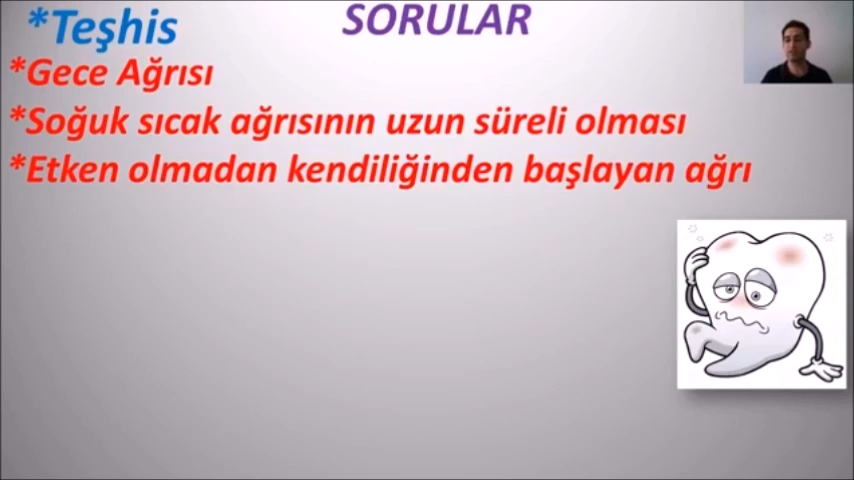 SORULAR
*Teşhis
*Gece Ağrısı
*Soğuk sıcak ağrısının uzun süreli olması
*Etken olmadan kendiliğinden başlayan ağrı